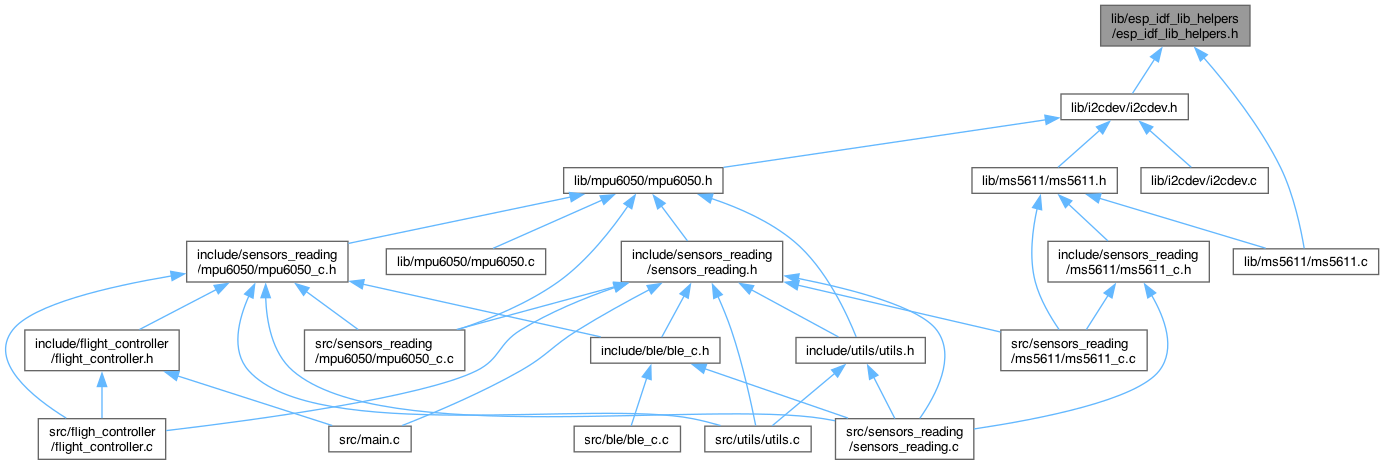 lib/esp_idf_lib_helpers
/esp_idf_lib_helpers.h
lib/i2cdev/i2cdev.h
lib/mpu6050/mpu6050.h
lib/ms5611/ms5611.h
lib/i2cdev/i2cdev.c
include/sensors_reading
/mpu6050/mpu6050_c.h
lib/mpu6050/mpu6050.c
include/sensors_reading
/sensors_reading.h
include/sensors_reading
/ms5611/ms5611_c.h
lib/ms5611/ms5611.c
include/flight_controller
/flight_controller.h
src/sensors_reading
/mpu6050/mpu6050_c.c
include/ble/ble_c.h
include/utils/utils.h
src/sensors_reading
/ms5611/ms5611_c.c
src/fligh_controller
/flight_controller.c
src/main.c
src/ble/ble_c.c
src/utils/utils.c
src/sensors_reading
/sensors_reading.c